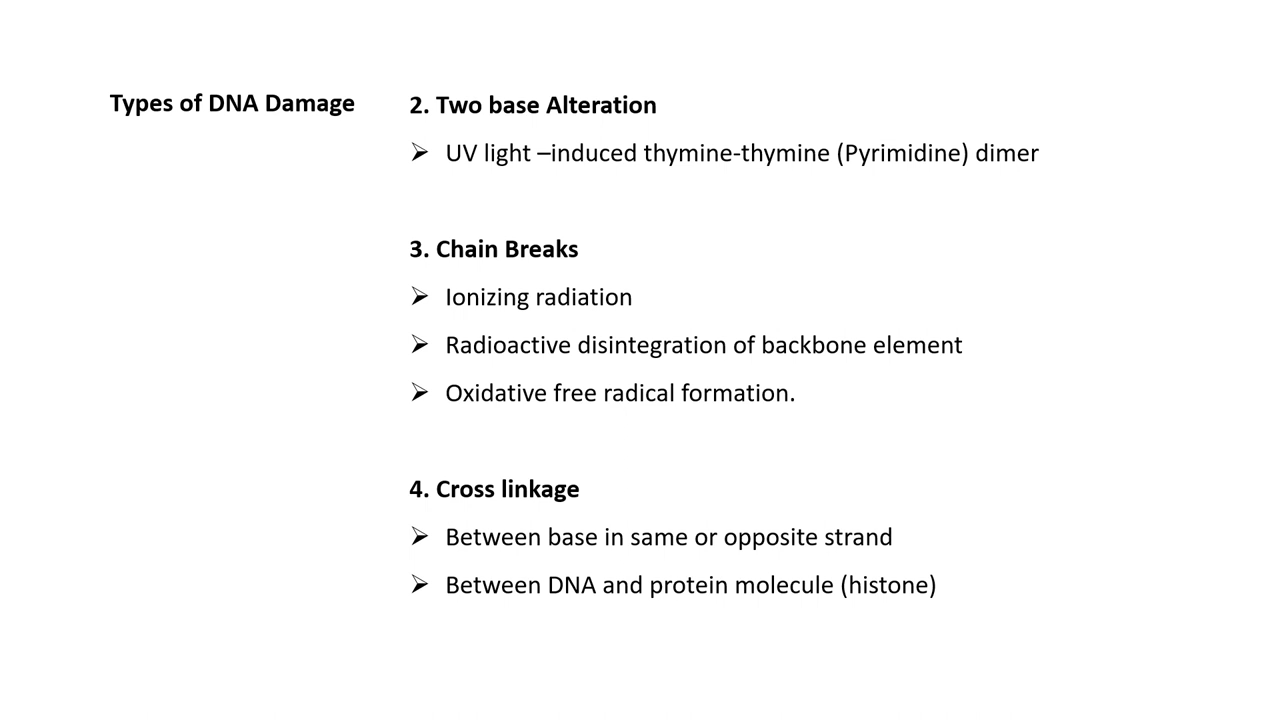 Types of DNA Damage
2. Two base Alteration
➢ UV light –induced thymine-thymine (Pyrimidine) dimer
3. Chain Breaks
➢ Ionizing radiation
➢ Radioactive disintegration of backbone element
➢ Oxidative free radical formation.
4. Cross linkage
➢ Between base in same or opposite strand
➢ Between DNA and protein molecule (histone)